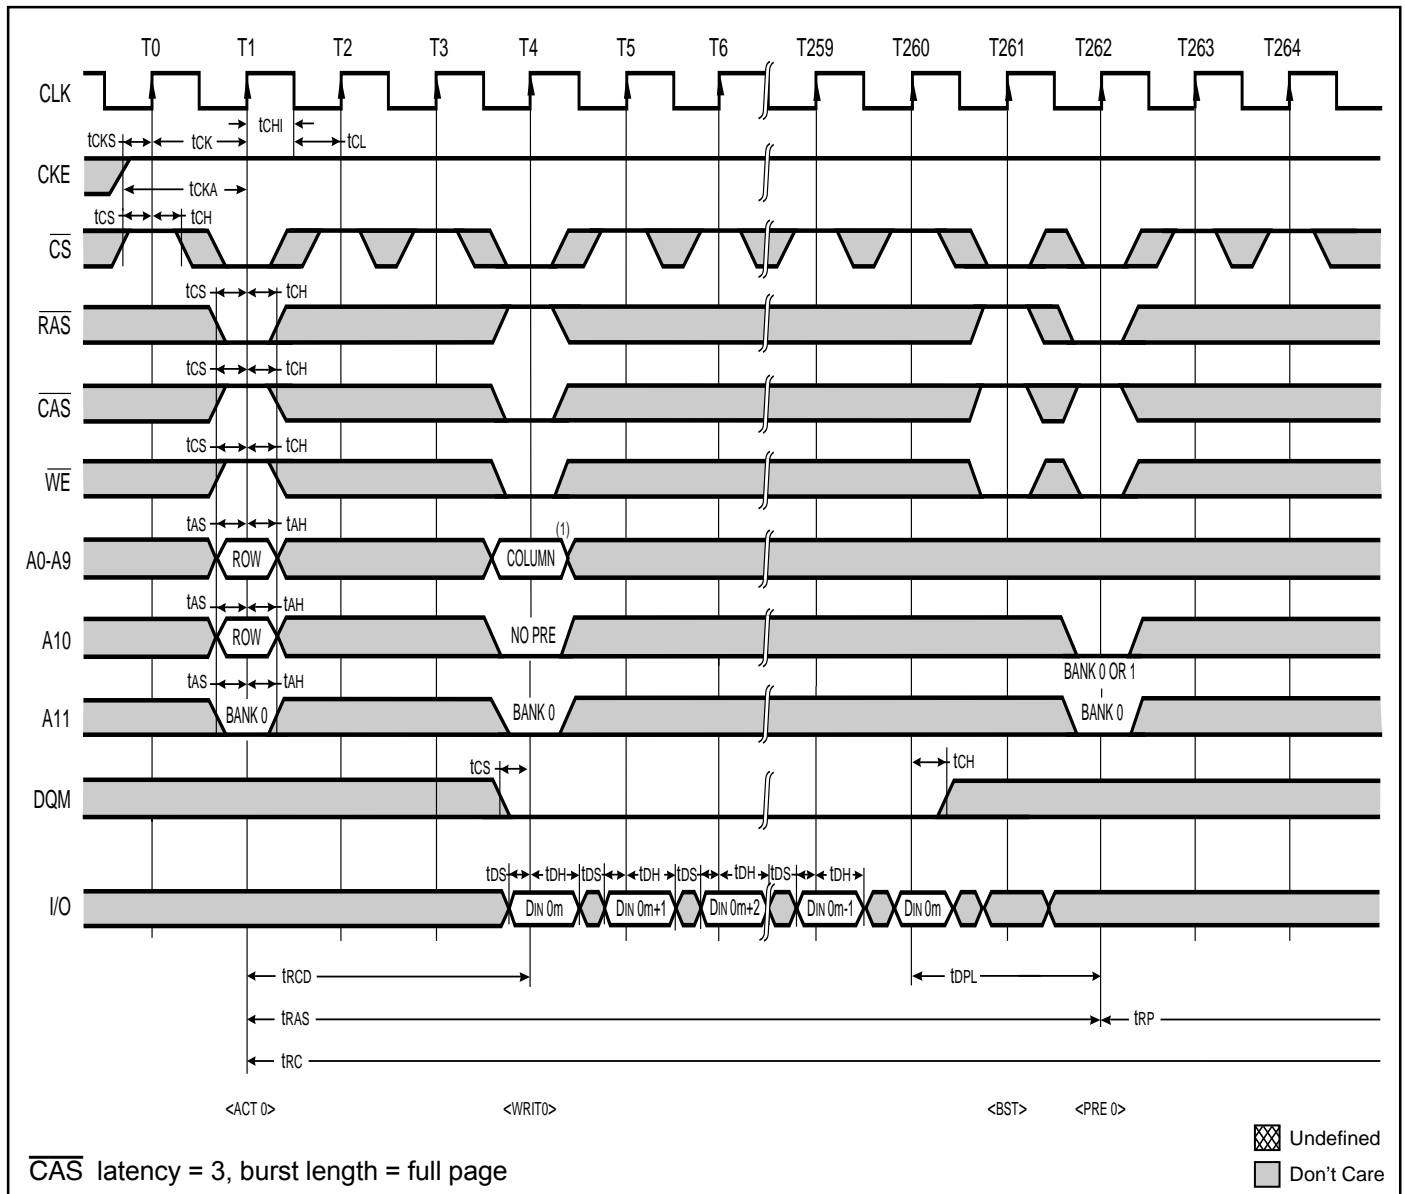 T0 T1 T2 T3 T4 T5 T6 T259 T260 T261 T262 T263 T264
CLK
tCHI
tCKS tCK tCL
CKE
tCKA
tCS tCH
CS
tCS tCH
RAS
tCS tCH
CAS
tCS tCH
WE
tAS tAH (1)
A0-A9 ROW COLUMN
tAS tAH
A10 ROW NO PRE
BANK 0 OR 1
tAS tAH
A11 BANK 0 BANK 0 BANK 0
tCS tCH
DQM
tDS tDH tDS tDH tDS tDH tDS tDH
I/O DIN 0m DIN 0m+1 DIN 0m+2 DIN 0m-1 DIN 0m
tRCD tDPL
tRAS tRP
tRC
<ACT 0> <WRIT0> <BST> <PRE 0>
Undefined
CAS latency = 3, burst length = full page
Don't Care